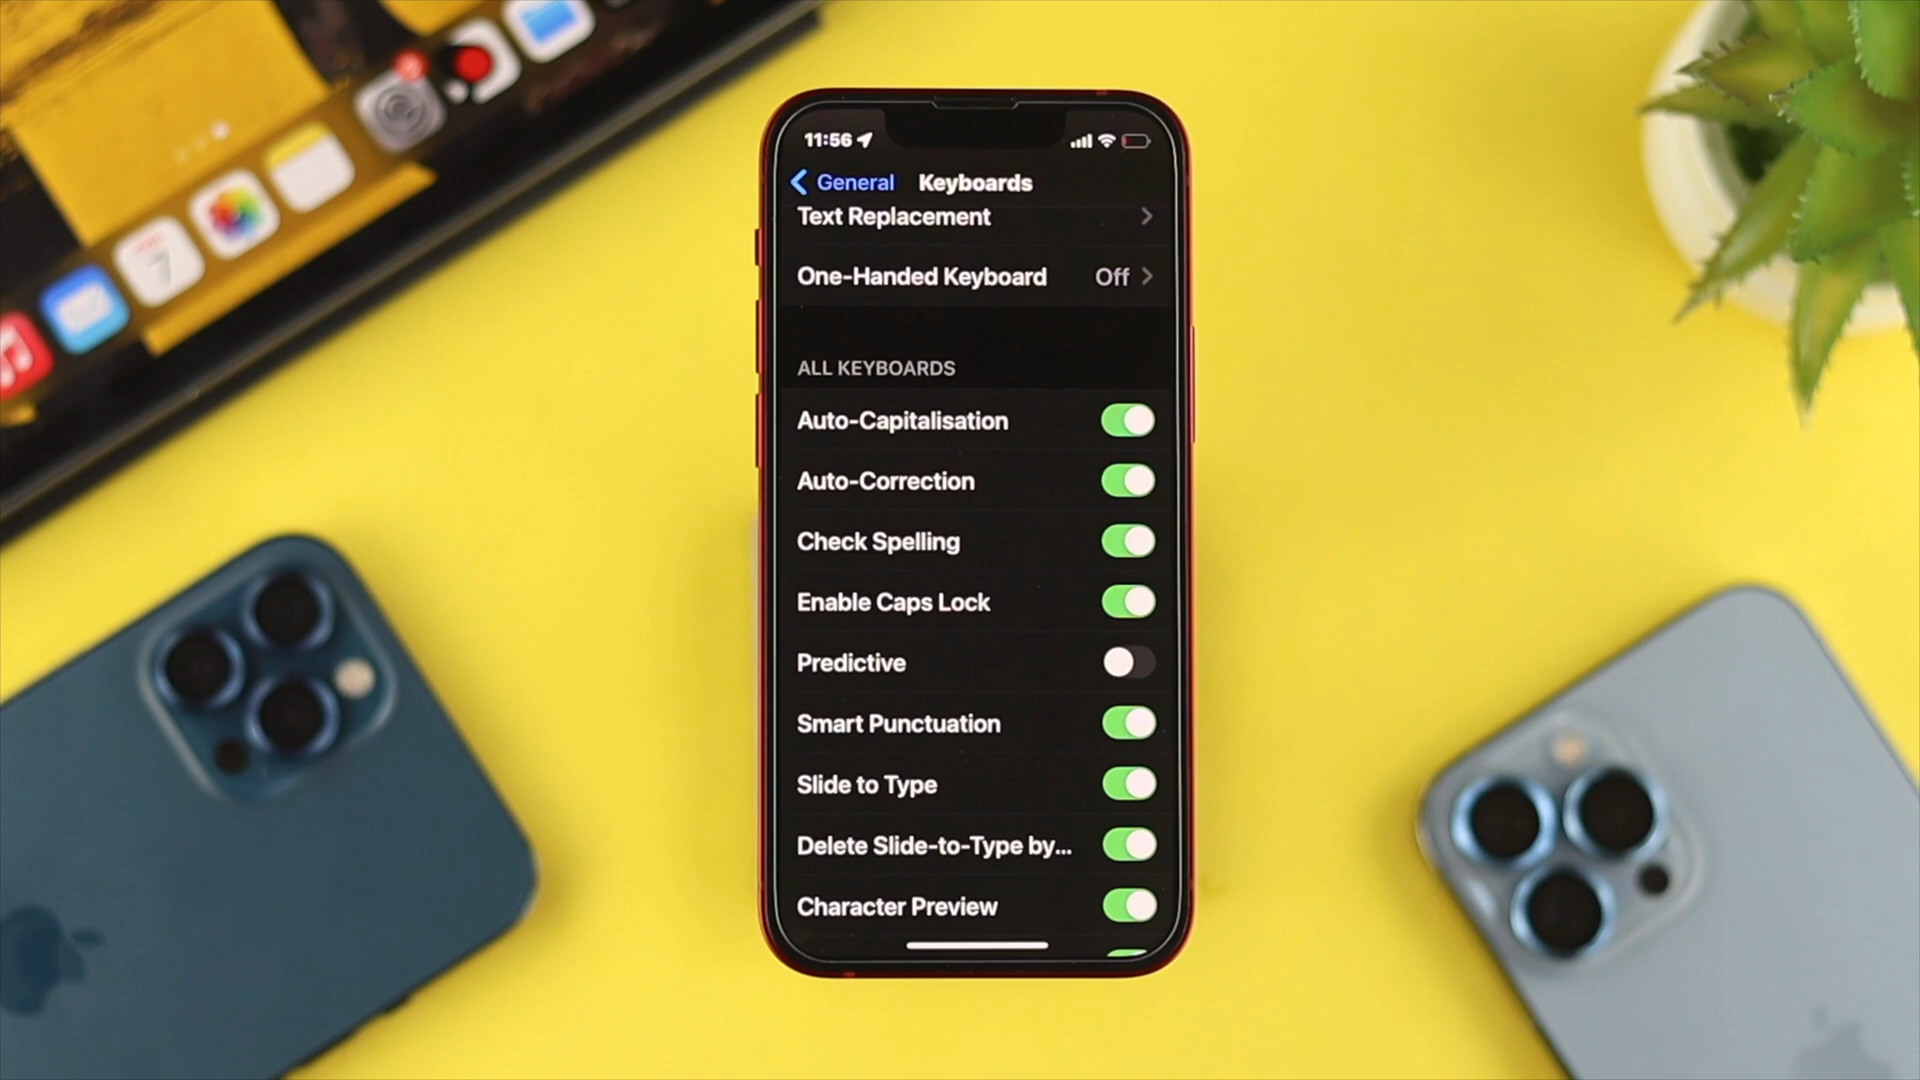 11:56
General Keyboards
Text Replacement
One-Handed Keyboard Off
ALL KEYBOARDS
Auto-Capitalisation
Auto-Correction
Check Spelling
Enable Caps Lock
Predictive
Smart Punctuation
Slide to Type
Delete Slide-to-Type by...
Character Preview
7